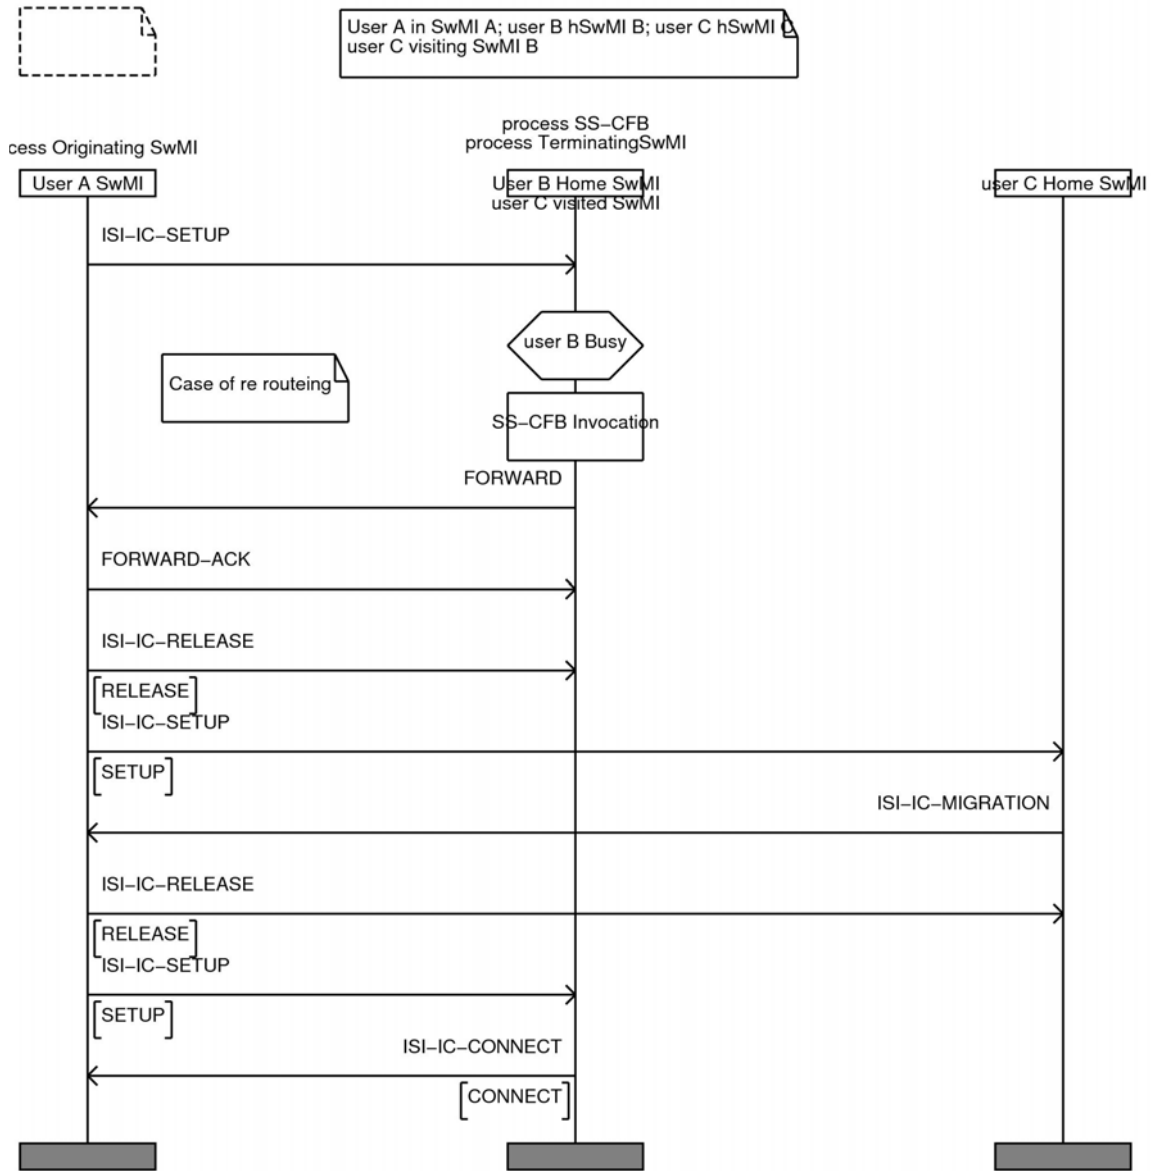 User A in SwMI A; user B hSwMI B; user C hSwMI C
user C visiting SwMI B
process SS–CFB
cess Originating SwMI
process TerminatingSwMI
User A SwMI
User B Home SwMI
user C visited SwMI
user C Home SwMI
ISI–IC–SETUP
user B Busy
Case of re routeing
SS–CFB Invocation
FORWARD
FORWARD–ACK
ISI–IC–RELEASE
RELEASE
ISI–IC–SETUP
SETUP
ISI–IC–MIGRATION
ISI–IC–RELEASE
RELEASE
ISI–IC–SETUP
SETUP
ISI–IC–CONNECT
CONNECT